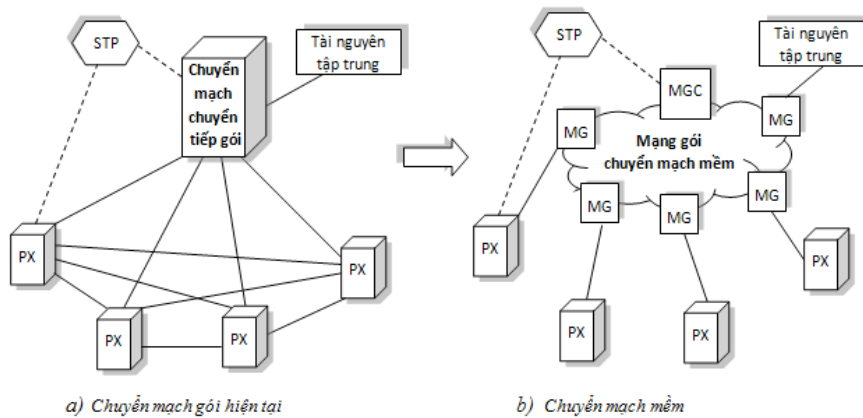 STP
Chuyển
mạch
chuyển
tiếp gói
Tài nguyên
tập trung
PX
PX
PX
PX
a) Chuyển mạch gói hiện tại
STP
MGC
Tài nguyên
tập trung
MG
MG
Mạng gói
chuyển mạch mềm
MG
MG
MG
PX
PX
PX
PX
b) Chuyển mạch mềm